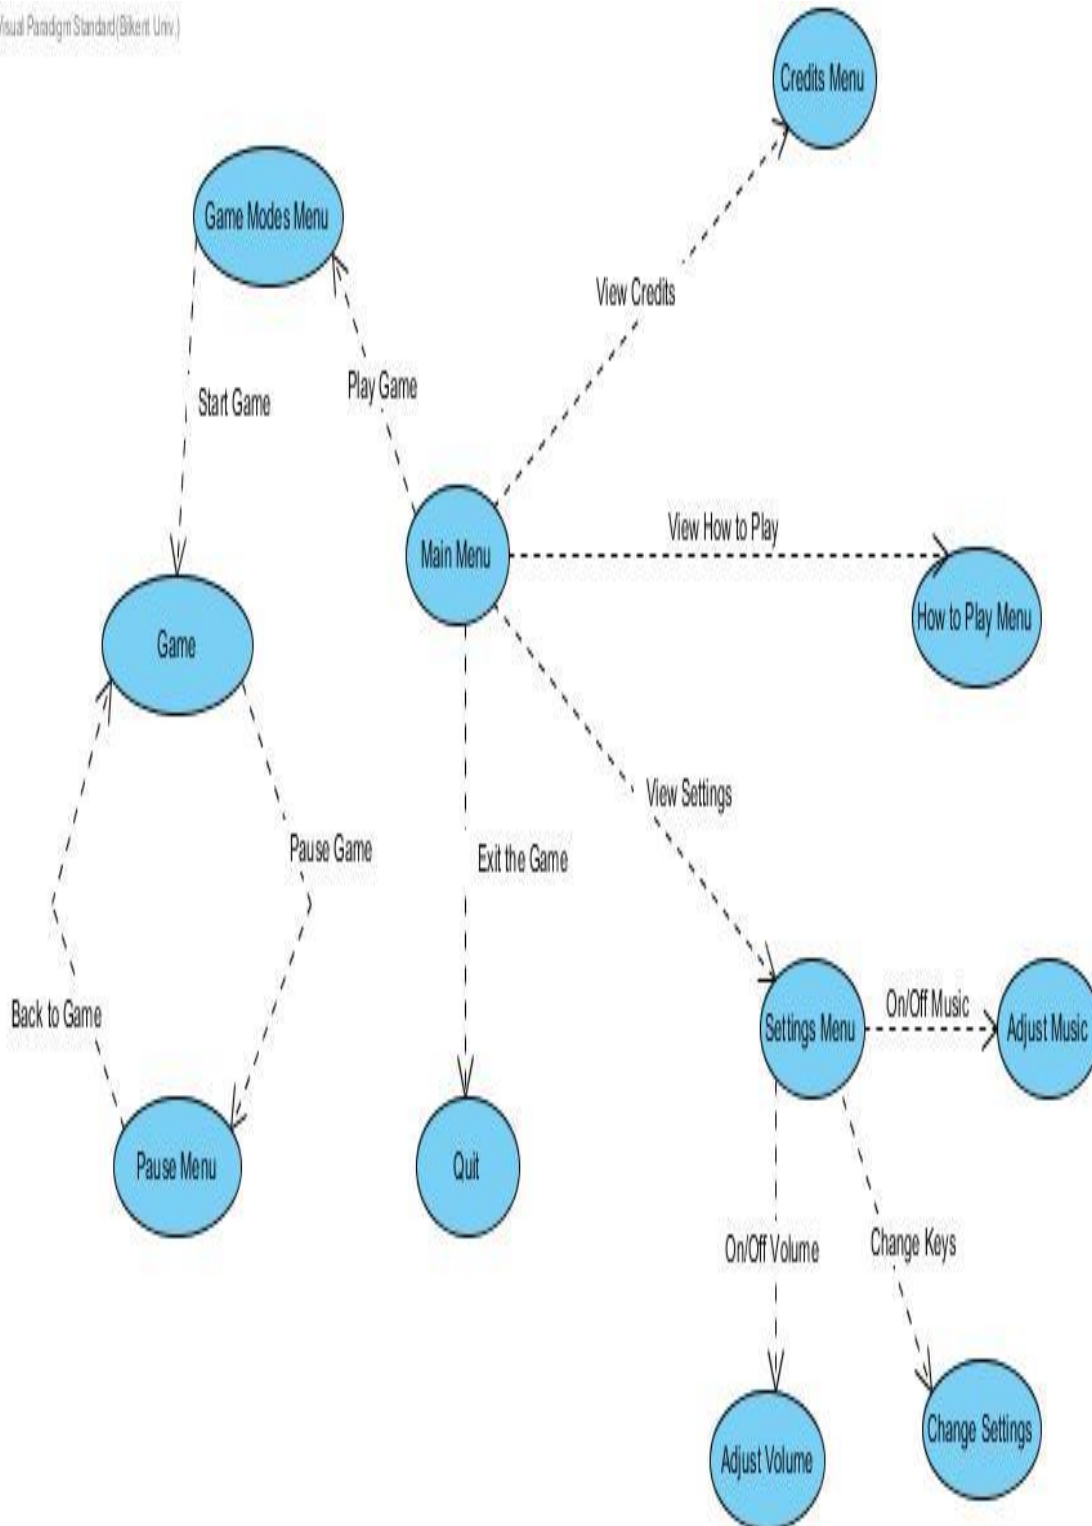 Visual Paradigm Standard(Bilkent Univ.)
Credits Menu
Game Modes Menu
View Credits
Play Game
Start Game
View How to Play
Main Menu
How to Play Menu
Game
View Settings
Pause Game
Exit the Game
Back to Game
On/Off Music
Settings Menu
Adjust Music
Pause Menu
Quit
On/Off Volume
Change Keys
Change Settings
Adjust Volume